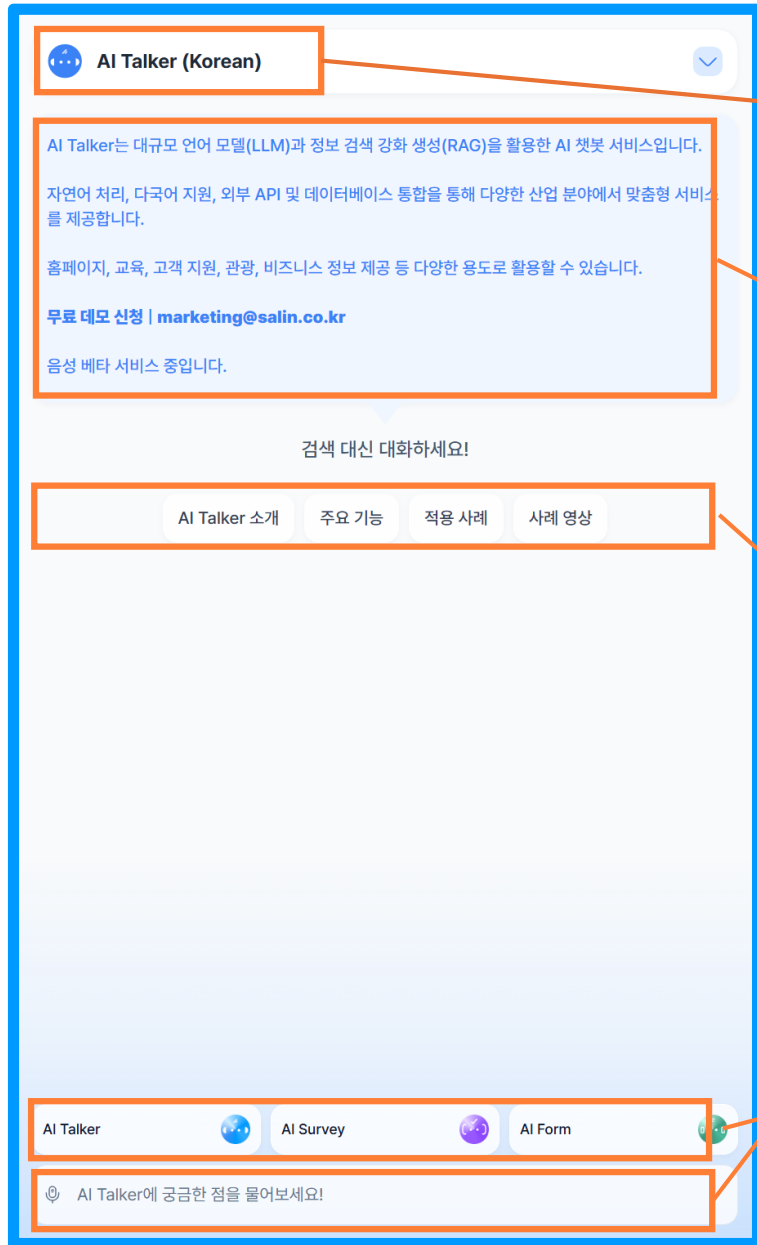 AI Talker (Korean)
AI Talker는 대규모 언어 모델(LLM)과 정보 검색 강화 생성(RAG)을 활용한 AI 챗봇 서비스입니다.
자연어 처리, 다국어 지원, 외부 API 및 데이터베이스 통합을 통해 다양한 산업 분야에서 맞춤형 서비스
를 제공합니다.
홈페이지, 교육, 고객 지원, 관광, 비즈니스 정보 제공 등 다양한 용도로 활용할 수 있습니다.
무료 데모 신청 | marketing@salin.co.kr
음성 베타 서비스 중입니다.
검색 대신 대화하세요!
AI Talker 소개 주요 기능 적용 사례 사례 영상
AI Talker AI Survey AI Form
AI Talker에 궁금한 점을 물어보세요!